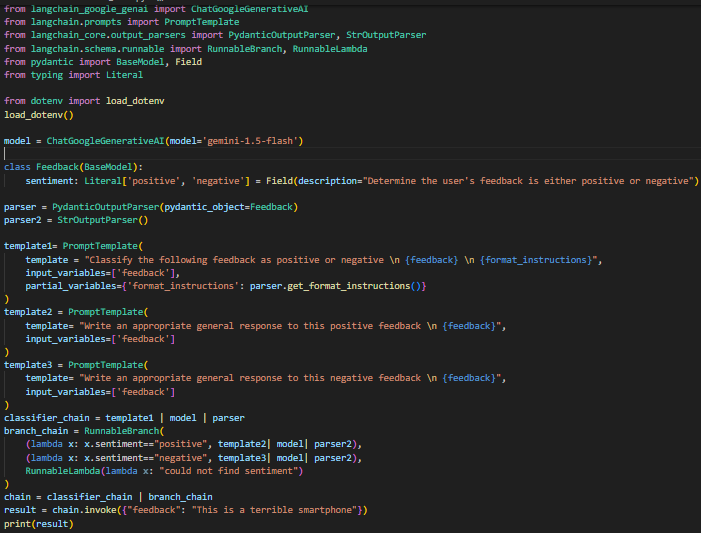 from langchain_google_genai import ChatGoogleGenerativeAI
from langchain.prompts import PromptTemplate
from langchain_core.output_parsers import PydanticOutputParser, StrOutputParser
from langchain.schema.runnable import RunnableBranch, RunnableLambda
from pydantic import BaseModel, Field
from typing import Literal

from dotenv import load_dotenv
load_dotenv()

model = ChatGoogleGenerativeAI(model='gemini-1.5-flash')

class Feedback(BaseModel):
    sentiment: Literal['positive', 'negative'] = Field(description="Determine the user's feedback is either positive or negative")

parser = PydanticOutputParser(pydantic_object=Feedback)
parser2 = StrOutputParser()

template1= PromptTemplate(
    template = "Classify the following feedback as positive or negative \n {feedback} \n {format_instructions}",
    input_variables=['feedback'],
    partial_variables={'format_instructions': parser.get_format_instructions()}
)
template2 = PromptTemplate(
    template= "Write an appropriate general response to this positive feedback \n {feedback}",
    input_variables=['feedback']
)
template3 = PromptTemplate(
    template= "Write an appropriate general response to this negative feedback \n {feedback}",
    input_variables=['feedback']
)
classifier_chain = template1 | model | parser
branch_chain = RunnableBranch(
    (lambda x: x.sentiment=="positive", template2| model| parser2),
    (lambda x: x.sentiment=="negative", template3| model| parser2),
    RunnableLambda(lambda x: "could not find sentiment")
)
chain = classifier_chain | branch_chain
result = chain.invoke({"feedback": "This is a terrible smartphone"})
print(result)